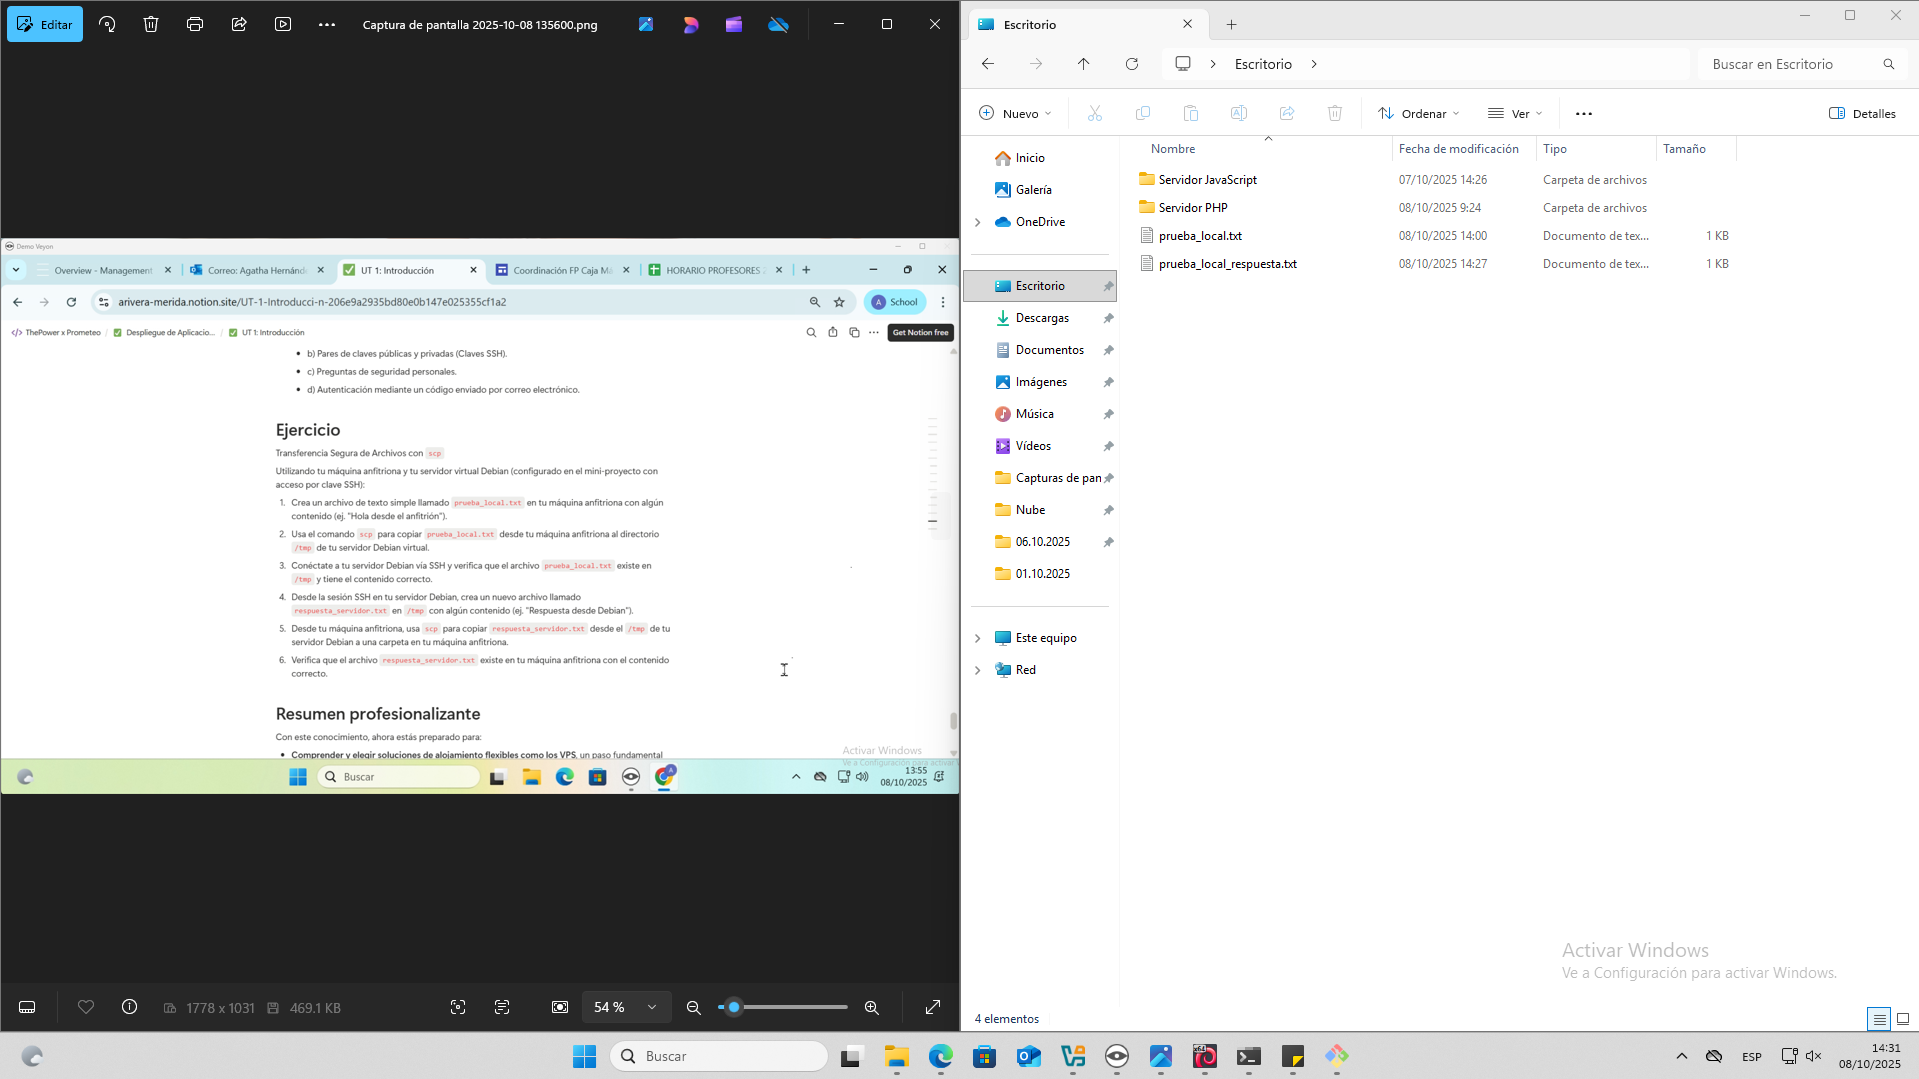 Editar
Captura de pantalla 2025-10-08 135600.png
Demo Veyon
Overview - Management
Correo: Agatha Hernánd
UT 1: Introducción
Coordinación FP Caja Má
HORARIO PROFESORES 2
arivera-merida.notion.site/UT-1-Introducci-n-206e9a2935bd80e0b147e025355cf1a2
A School
ThePower x Prometeo / Despliegue de Aplicacio... / UT 1: Introducción
Get Notion free
b) Pares de claves públicas y privadas (Claves SSH).
c) Preguntas de seguridad personales.
d) Autenticación mediante un código enviado por correo electrónico.
Ejercicio
Transferencia Segura de Archivos con scp
Utilizando tu máquina anfitriona y tu servidor virtual Debian (configurado en el mini-proyecto con
acceso por clave SSH):
1. Crea un archivo de texto simple llamado prueba_local.txt en tu máquina anfitriona con algún
contenido (ej. "Hola desde el anfitrión").
2. Usa el comando scp para copiar prueba_local.txt desde tu máquina anfitriona al directorio
/tmp de tu servidor Debian virtual.
3. Conéctate a tu servidor Debian vía SSH y verifica que el archivo prueba_local.txt existe en
/tmp y tiene el contenido correcto.
4. Desde la sesión SSH en tu servidor Debian, crea un nuevo archivo llamado
respuesta_servidor.txt en /tmp con algún contenido (ej. "Respuesta desde Debian").
5. Desde tu máquina anfitriona, usa scp para copiar respuesta_servidor.txt desde el /tmp de tu
servidor Debian a una carpeta en tu máquina anfitriona.
6. Verifica que el archivo respuesta_servidor.txt existe en tu máquina anfitriona con el contenido
correcto.
Resumen profesionalizante
Con este conocimiento, ahora estás preparado para:
Comprender y elegir soluciones de alojamiento flexibles como los VPS, un paso fundamental
Activar Windows
Ve a Configuración para activar Windows.
Buscar
13:55
08/10/2025
1778 x 1031
469.1 KB
54 %
Escritorio
Escritorio
Buscar en Escritorio
Nuevo
Ordenar
Ver
Detalles
Inicio
Galería
OneDrive
Escritorio
Descargas
Documentos
Imágenes
Música
Vídeos
Capturas de pan
Nube
06.10.2025
01.10.2025
Este equipo
Red
Nombre Fecha de modificación Tipo Tamaño
Servidor JavaScript 07/10/2025 14:26 Carpeta de archivos
Servidor PHP 08/10/2025 9:24 Carpeta de archivos
prueba_local.txt 08/10/2025 14:00 Documento de tex... 1 KB
prueba_local_respuesta.txt 08/10/2025 14:27 Documento de tex... 1 KB
Activar Windows
Ve a Configuración para activar Windows.
4 elementos
Buscar
x64
ESP
14:31
08/10/2025